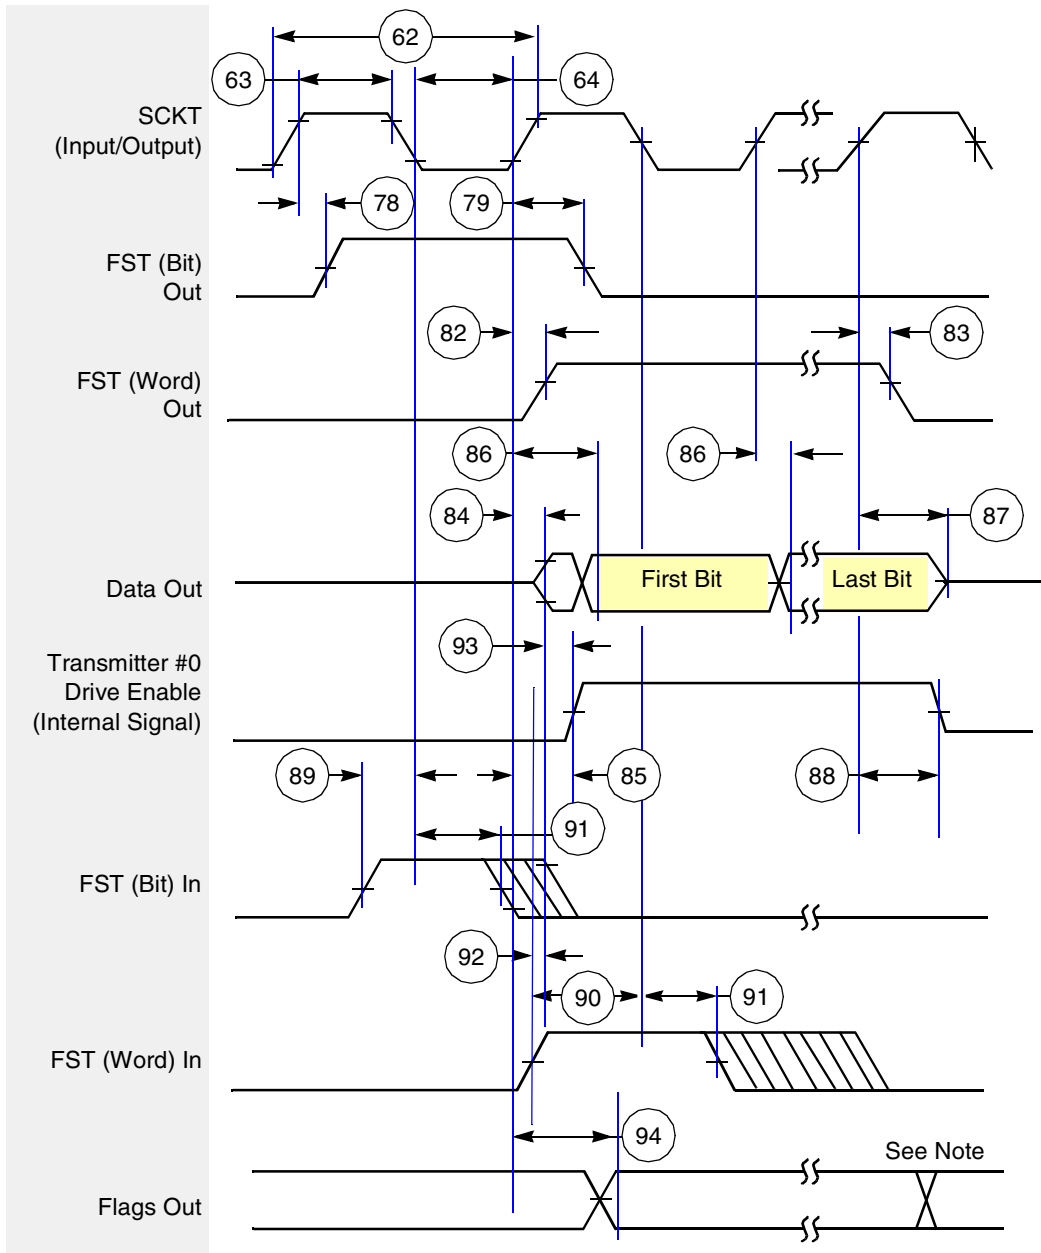 62
63
64
SCKT
(Input/Output)
78
79
FST (Bit)
Out
82
83
FST (Word)
Out
86
86
84
87
Data Out
First Bit
Last Bit
93
Transmitter #0
Drive Enable
(Internal Signal)
89
85
88
91
FST (Bit) In
92
90
91
FST (Word) In
94
See Note
Flags Out